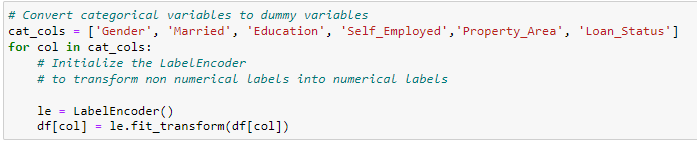 # Convert categorical variables to dummy variables
cat_cols = ['Gender', 'Married', 'Education', 'Self_Employed','Property_Area', 'Loan_Status']
for col in cat_cols:
    # Initialize the LabelEncoder
    # to transform non numerical labels into numerical labels
    le = LabelEncoder()
    df[col] = le.fit_transform(df[col])